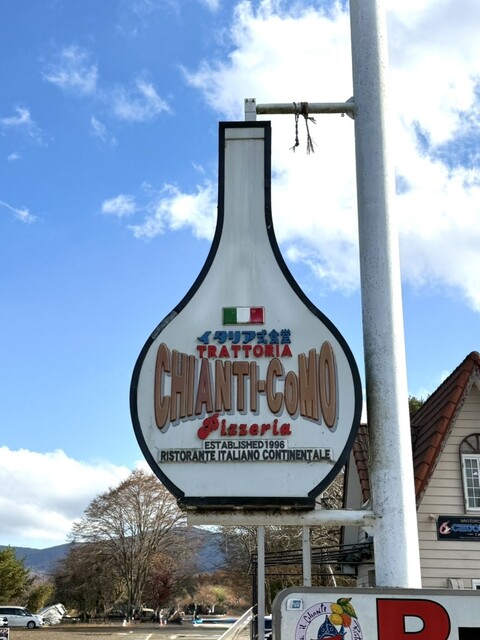 イタリア式食堂
TRATTORIA
CHIANTI-CoMO
Pizzeria
ESTABLISHED1996
RISTORANTE ITALIANO CONTINENTALE
P